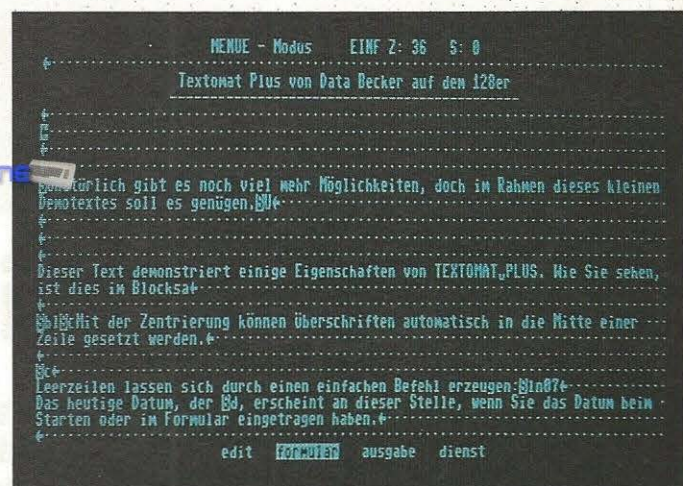 MENUE - Modus EINF Z: 36 S: 0
Textomat Plus von Data Becker auf dem 128er
ne
türlich gibt es noch viel mehr Möglichkeiten, doch im Rahmen dieses kleinen
Demotextes soll es genügen.
Dieser Text demonstriert einige Eigenschaften von TEXTOMAT PLUS. Wie Sie sehen,
ist dies im Blocksa
Mit der Zentrierung können Überschriften automatisch in die Mitte einer
Zeile gesetzt werden.
Leerzeilen lassen sich durch einen einfachen Befehl erzeugen:
Das heutige Datum, der d, erscheint an dieser Stelle, wenn Sie das Datum beim
Starten oder im Formular eingetragen haben.
edit formular ausgabe dienst